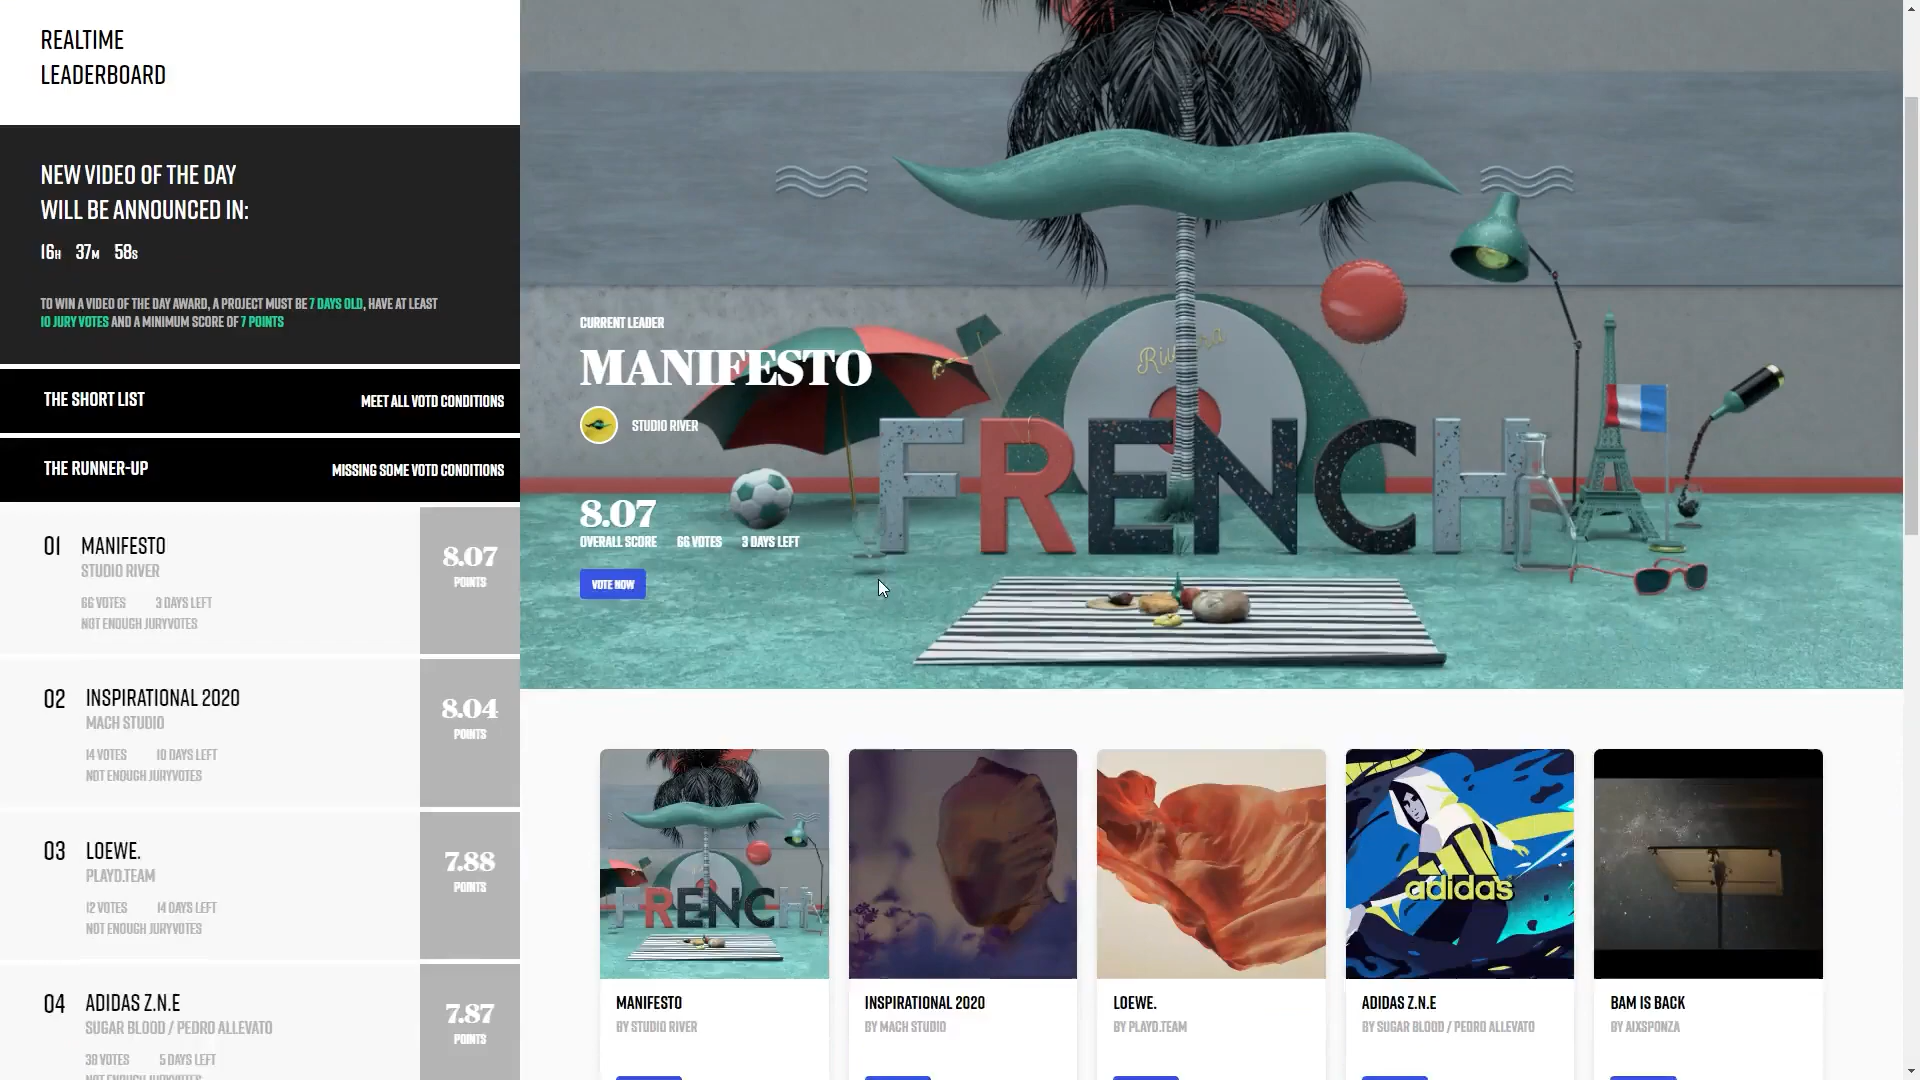 REALTIME
LEADERBOARD
NEW VIDEO OF THE DAY
WILL BE ANNOUNCED IN:
16H 37M 58S
TO WIN A VIDEO OF THE DAY AWARD, A PROJECT MUST BE 7 DAYS OLD, HAVE AT LEAST
10 JURY VOTES AND A MINIMUM SCORE OF 7 POINTS
THE SHORT LIST MEET ALL VOTD CONDITIONS
THE RUNNER-UP MISSING SOME VOTD CONDITIONS
01 MANIFESTO
STUDIO RIVER
66 VOTES 3 DAYS LEFT
NOT ENOUGH JURYVOTES
8.07
POINTS
02 INSPIRATIONAL 2020
MACH STUDIO
14 VOTES 10 DAYS LEFT
NOT ENOUGH JURYVOTES
8.04
POINTS
03 LOEWE.
PLAYD.TEAM
12 VOTES 14 DAYS LEFT
NOT ENOUGH JURYVOTES
7.88
POINTS
04 ADIDAS Z.N.E
SUGAR BLOOD / PEDRO ALLEVATO
38 VOTES 5 DAYS LEFT
NOT ENOUGH JURYVOTES
7.87
POINTS
CURRENT LEADER
MANIFESTO
STUDIO RIVER
8.07
OVERALL SCORE 66 VOTES 3 DAYS LEFT
VOTE NOW
Riviera
FRENCH
FRENCH
adidas
MANIFESTO
BY STUDIO RIVER
INSPIRATIONAL 2020
BY MACH STUDIO
LOEWE.
BY PLAYD.TEAM
ADIDAS Z.N.E
BY SUGAR BLOOD / PEDRO ALLEVATO
BAM IS BACK
BY AIXSPONZA